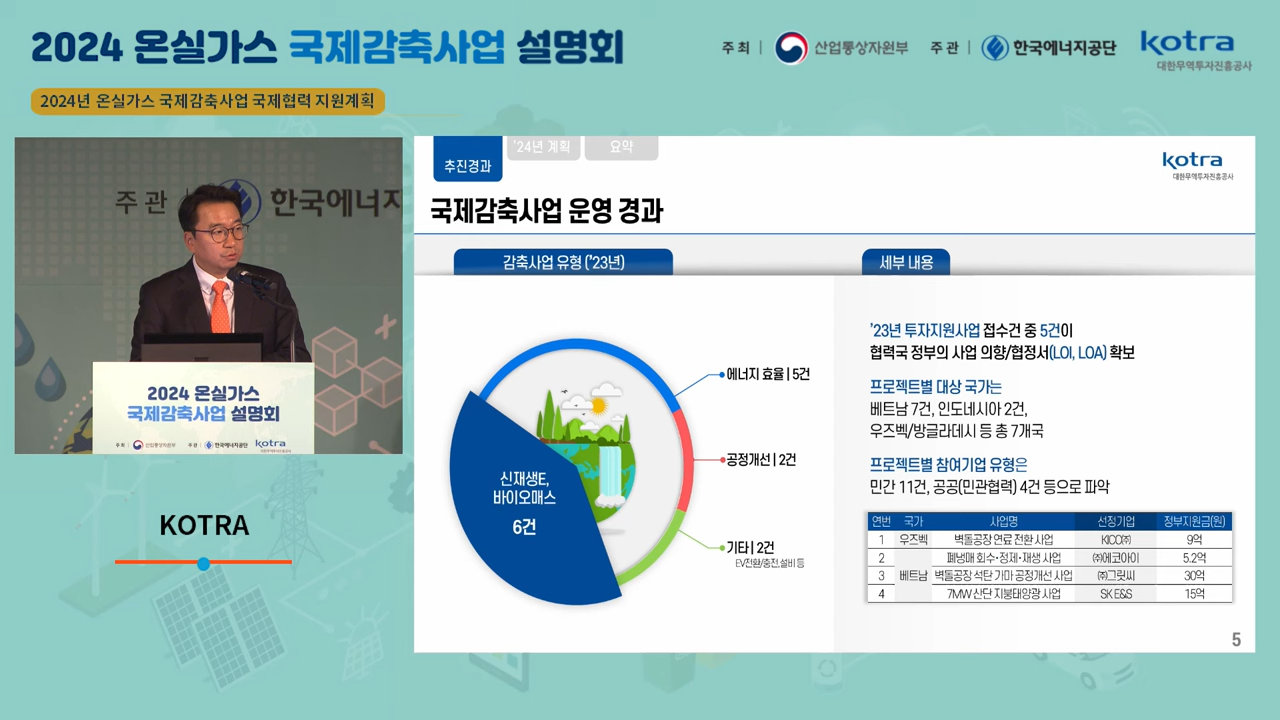 2024 온실가스 국제감축사업 설명회
주 최 | 산업통상자원부 주 관 | 한국에너지공단 kotra
대한무역투자진흥공사
2024년 온실가스 국제감축사업 국제협력 지원계획
주 관 | 한국에너지
2024 온실가스
국제감축사업 설명회
주 최 | 산업통상자원부 주 관 | 한국에너지공단 kotra
KOTRA
추진경과
'24년 계획
요약
kotra
대한무역투자진흥공사
국제감축사업 운영 경과
감축사업 유형 ('23년)
세부 내용
에너지 효율 | 5건
공정개선 | 2건
기타 | 2건
EV전환/충전,설비 등
신재생E,
바이오매스
6건
'23년 투자지원사업 접수건 중 5건이
협력국 정부의 사업 의향/협정서(LOI, LOA) 확보
프로젝트별 대상 국가는
베트남 7건, 인도네시아 2건,
우즈벡/방글라데시 등 총 7개국
프로젝트별 참여기업 유형은
민간 11건, 공공(민관협력) 4건 등으로 파악
연번 국가 사업명 선정기업 정부지원금(원)
1 우즈벡 벽돌공장 연료 전환 사업 KICO㈜ 9억
2 폐냉매 회수·정제·재생 사업 ㈜에코아이 5.2억
3 베트남 벽돌공장 석탄 가마 공정개선 사업 ㈜그릿씨 30억
4 7MW 산단 지붕태양광 사업 SK E&S 15억
5